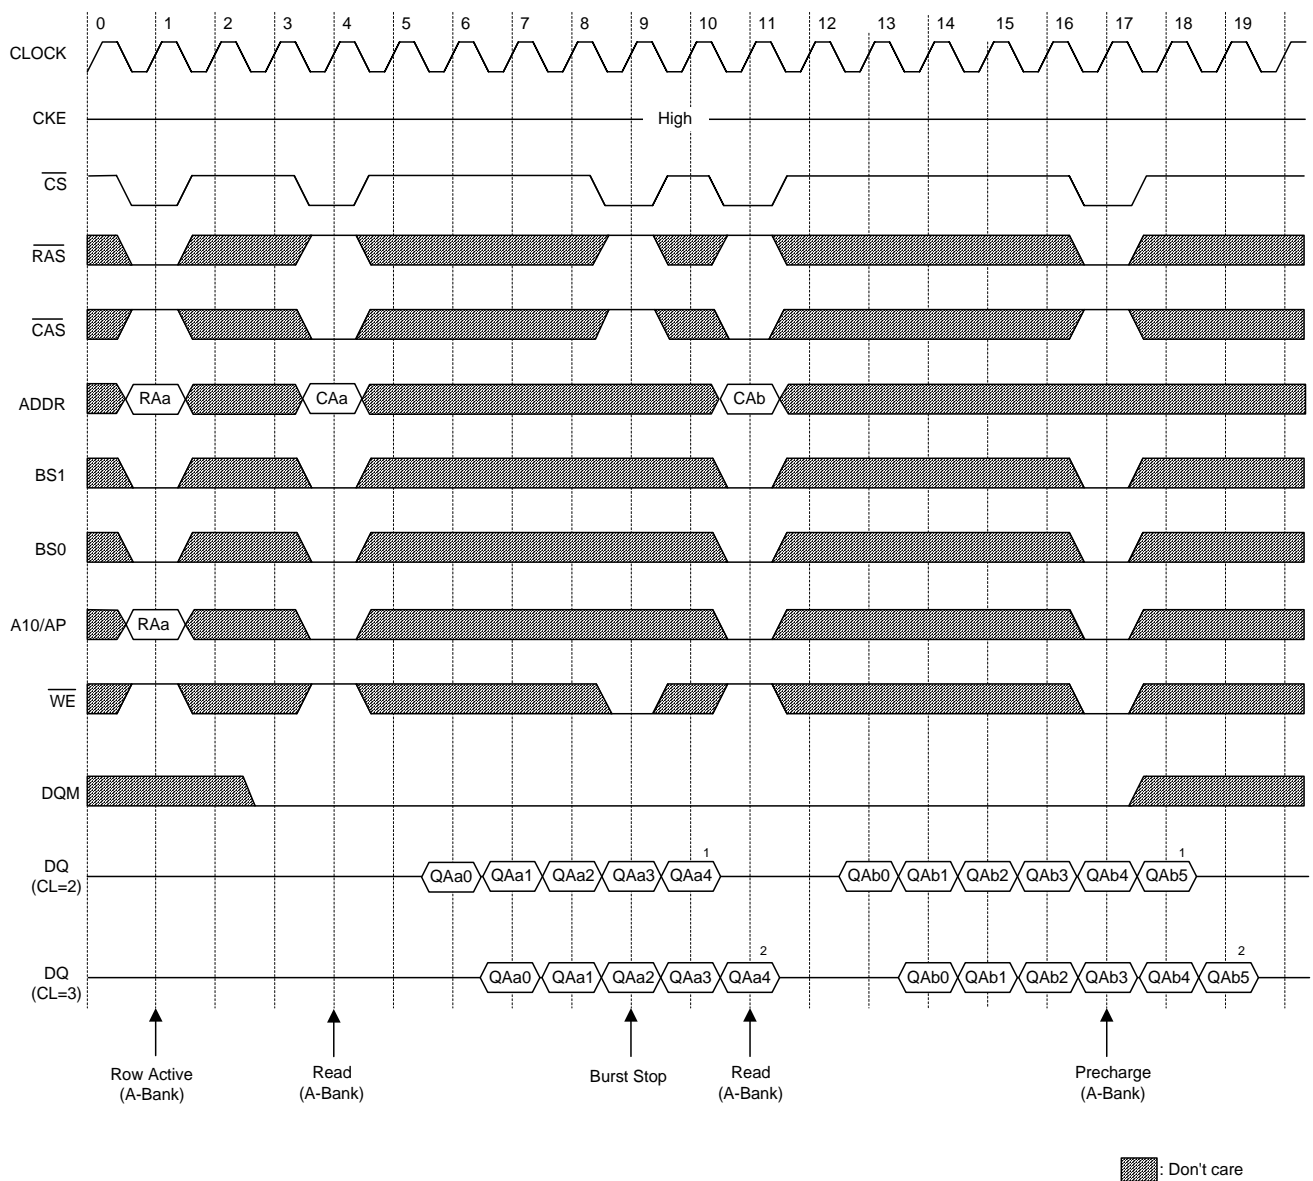 0 1 2 3 4 5 6 7 8 9 10 11 12 13 14 15 16 17 18 19
CLOCK
CKE High
CS
RAS
CAS
ADDR RAa CAa CAb
BS1
BS0
A10/AP RAa
WE
DQM
1 1
DQ QAa0 QAa1 QAa2 QAa3 QAa4 QAb0 QAb1 QAb2 QAb3 QAb4 QAb5
(CL=2)
2 2
DQ QAa0 QAa1 QAa2 QAa3 QAa4 QAb0 QAb1 QAb2 QAb3 QAb4 QAb5
(CL=3)
Row Active Read Burst Stop Read Precharge
(A-Bank) (A-Bank) (A-Bank) (A-Bank)
: Don't care